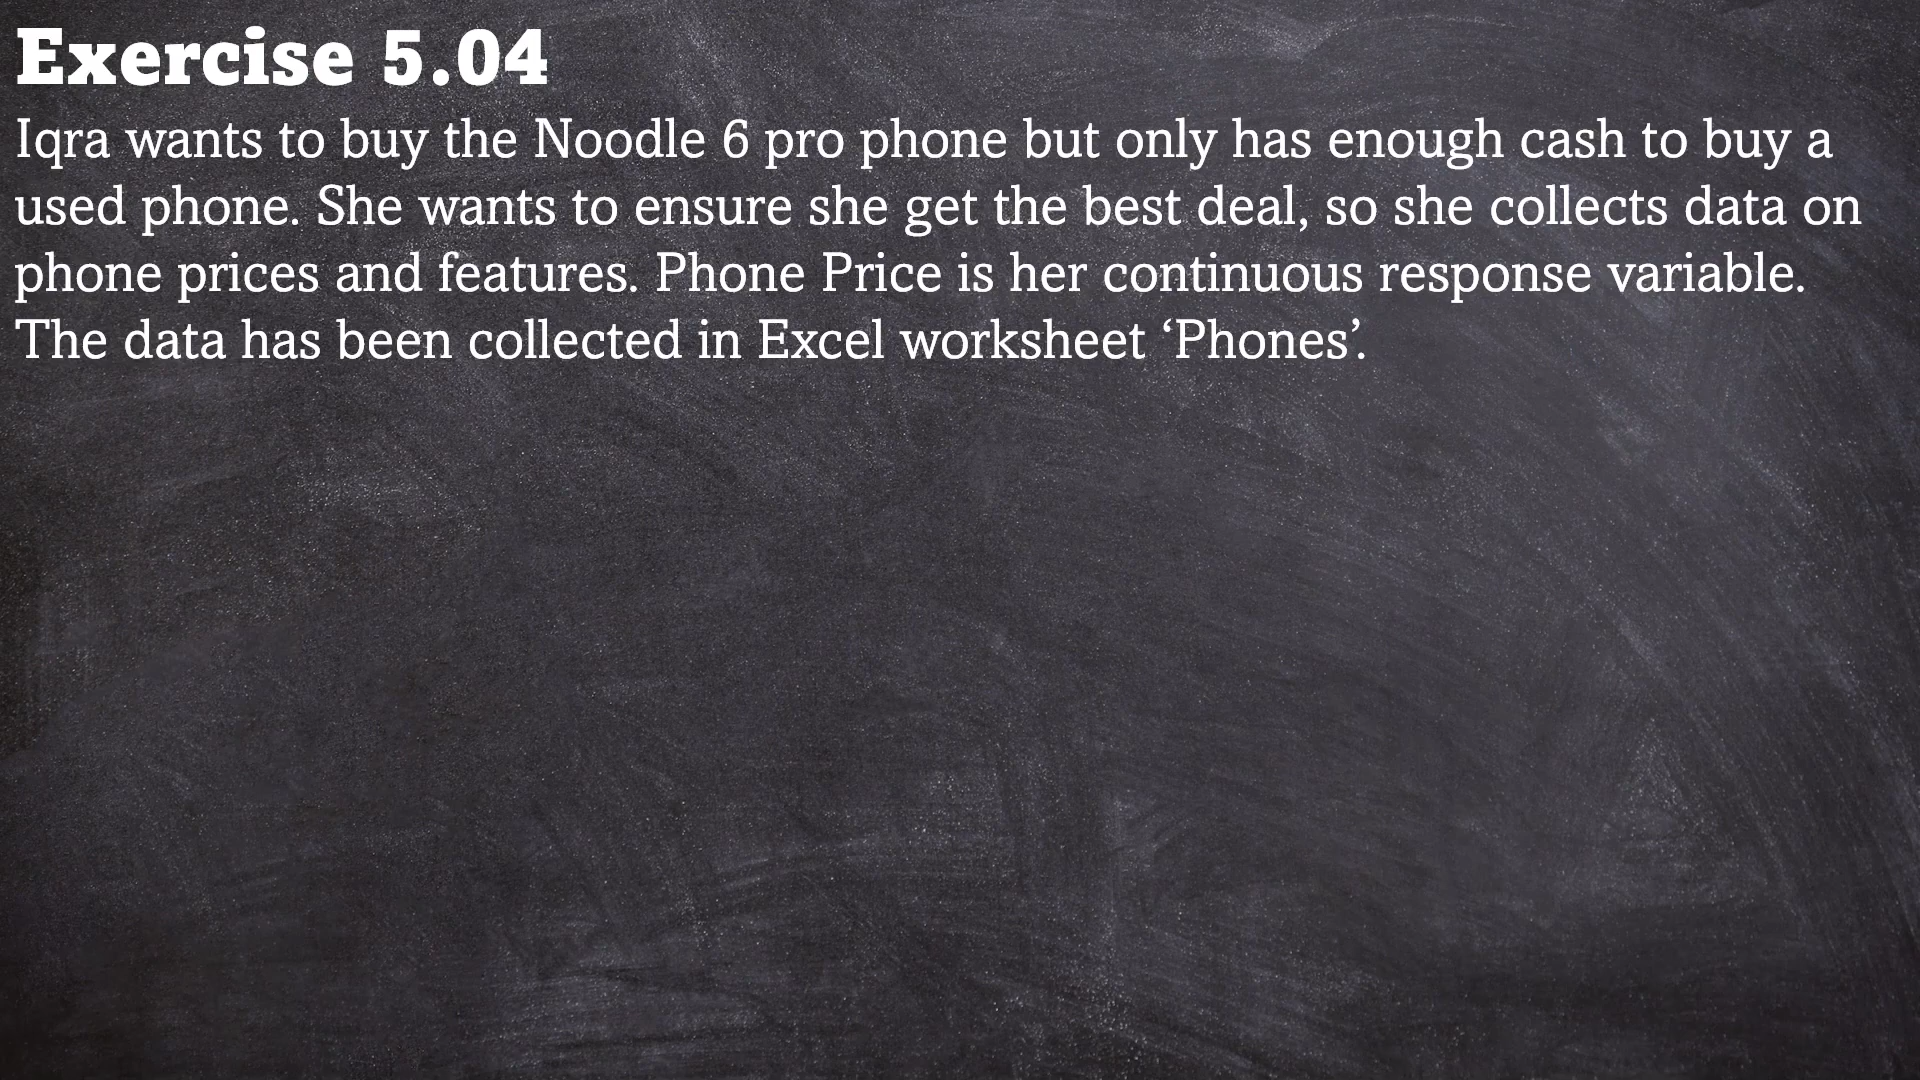 Exercise 5.04
Iqra wants to buy the Noodle 6 pro phone but only has enough cash to buy a
used phone. She wants to ensure she get the best deal, so she collects data on
phone prices and features. Phone Price is her continuous response variable.
The data has been collected in Excel worksheet ‘Phones’.